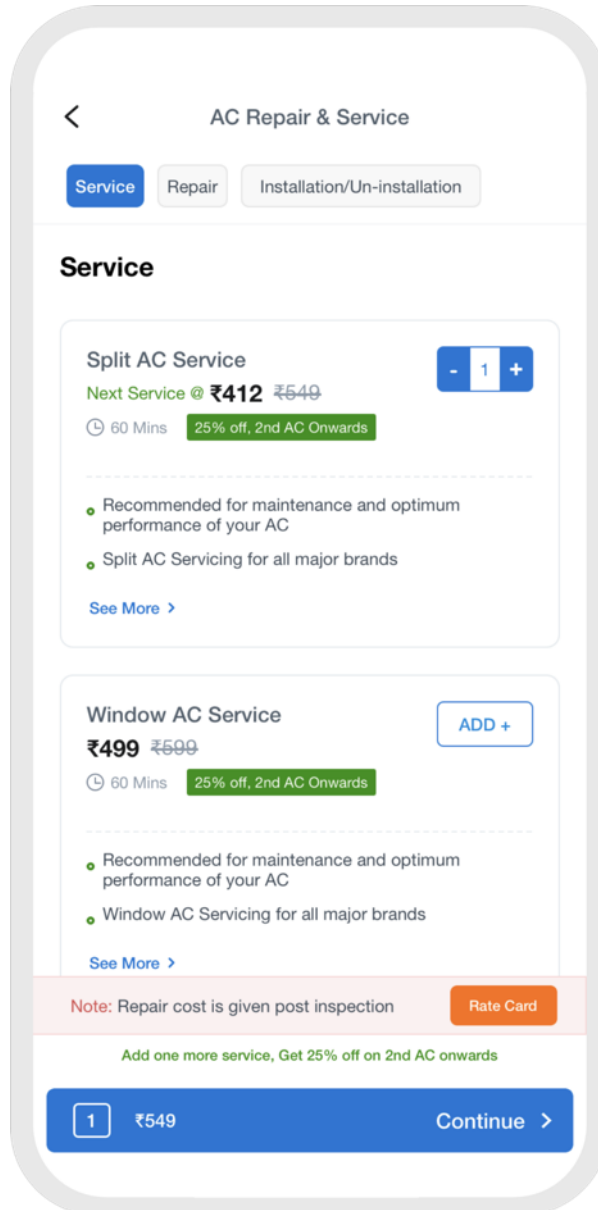 AC Repair & Service
Service Repair Installation/Un-installation
Service
Split AC Service
- 1 +
Next Service @ ₹412 ₹549
60 Mins 25% off, 2nd AC Onwards
Recommended for maintenance and optimum
performance of your AC
Split AC Servicing for all major brands
See More >
Window AC Service
ADD +
₹499 ₹599
60 Mins 25% off, 2nd AC Onwards
Recommended for maintenance and optimum
performance of your AC
Window AC Servicing for all major brands
See More >
Note: Repair cost is given post inspection Rate Card
Add one more service, Get 25% off on 2nd AC onwards
1 ₹549 Continue >